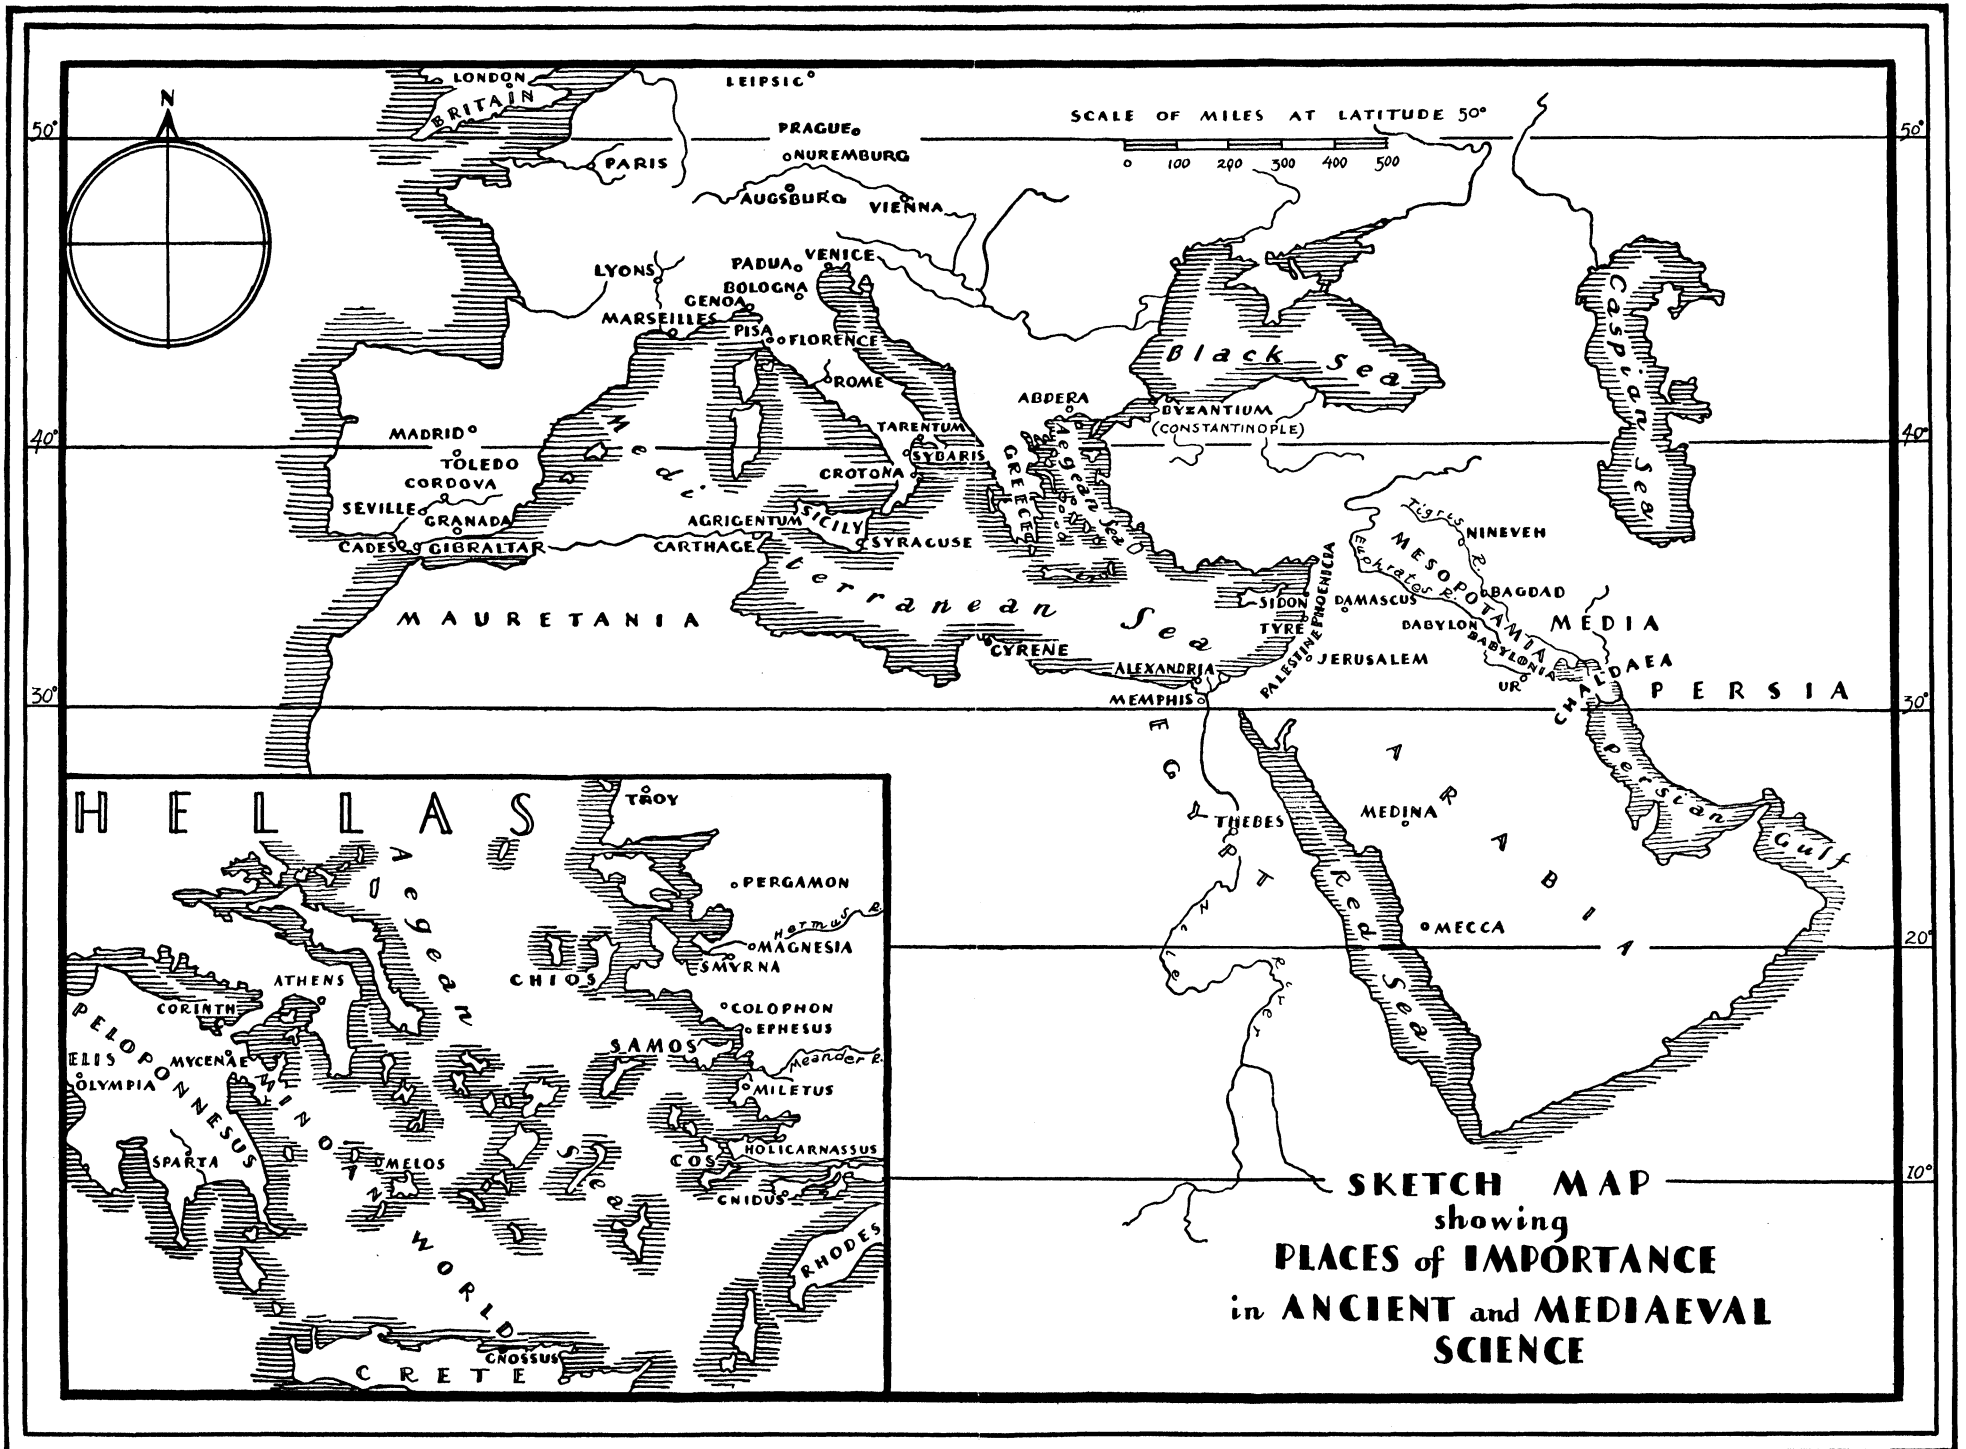 N
LONDON
BRITAIN
LEIPSIC
SCALE OF MILES AT LATITUDE 50°
0 100 200 300 400 500
50°
50°
PRAGUE
NUREMBURG
PARIS
AUGSBURG
VIENNA
LYONS
PADUA
VENICE
BOLOGNA
GENOA
MARSEILLES
PISA
FLORENCE
ROME
Black Sea
Caspian Sea
ABDERA
BYZANTIUM
(CONSTANTINOPLE)
TARENTUM
SYBARIS
CROTONA
GREECE
Aegean Sea
40°
40°
MADRID
TOLEDO
CORDOVA
SEVILLE
GRANADA
CADES
GIBRALTAR
AGRIGENTUM
SICILY
CARTHAGE
SYRACUSE
Mediterranean Sea
Tigris R.
NINEVEH
MESOPOTAMIA
Euphrates R.
BAGDAD
PHOENICIA
SIDON
DAMASCUS
TYRE
BABYLON
BABYLONIA
MEDIA
MAURETANIA
CYRENE
ALEXANDRIA
PALESTINE
JERUSALEM
UR
CHALDAEA
PERSIA
MEMPHIS
30°
30°
EGYPT
ARABIA
Persian Gulf
THEBES
MEDINA
Red Sea
MECCA
Nile River
20°
10°
HELLAS
TROY
Aegean Sea
PERGAMON
Hermus R.
MAGNESIA
SMYRNA
CHIOS
ATHENS
CORINTH
COLOPHON
EPHESUS
PELOPONNESUS
ELIS
MYCENAE
OLYMPIA
SAMOS
Meander R.
MILETUS
MINOAN WORLD
SPARTA
MELOS
COS
HOLICARNASSUS
CNIDUS
RHODES
CNOSSUS
CRETE
SKETCH MAP
showing
PLACES of IMPORTANCE
in ANCIENT and MEDIAEVAL
SCIENCE